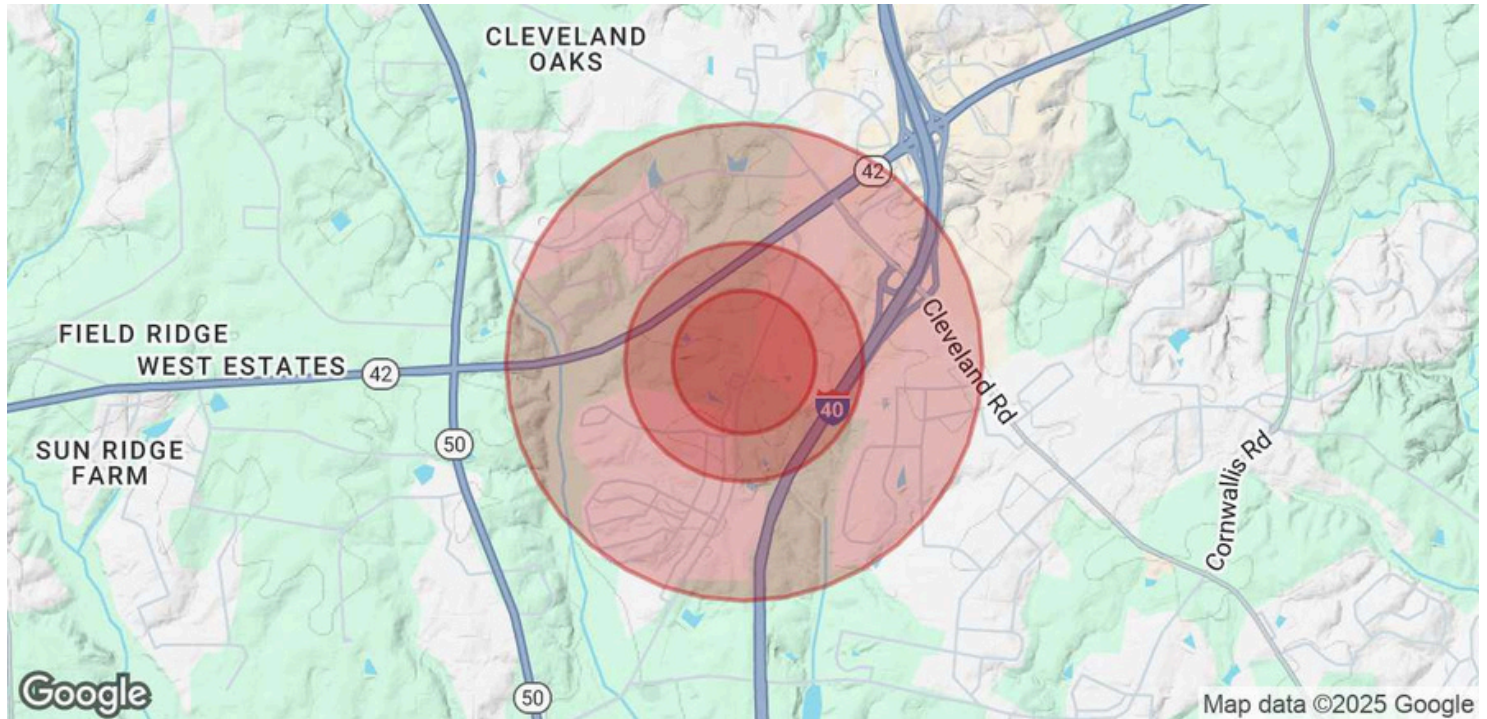 CLEVELAND
OAKS
42
FIELD RIDGE
WEST ESTATES
42
Cleveland Rd
40
50
SUN RIDGE
FARM
Cornwallis Rd
50
Google
Map data ©2025 Google